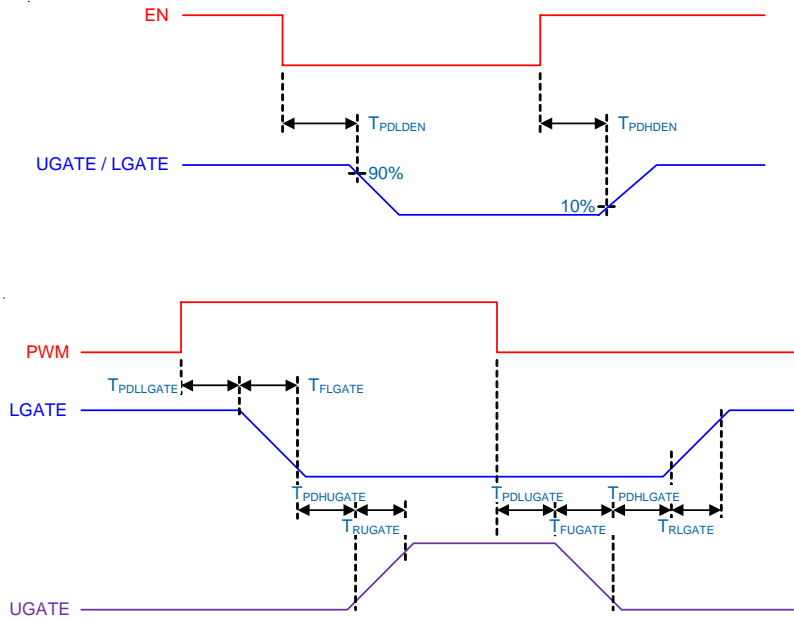 EN
TPDLDEN
TPDHDEN
UGATE / LGATE
90%
10%
PWM
TPDLLGATE
TFLGATE
LGATE
TPDHUGATE
TPDLUGATE
TPDHLGATE
TRUGATE
TFUGATE
TRLGATE
UGATE